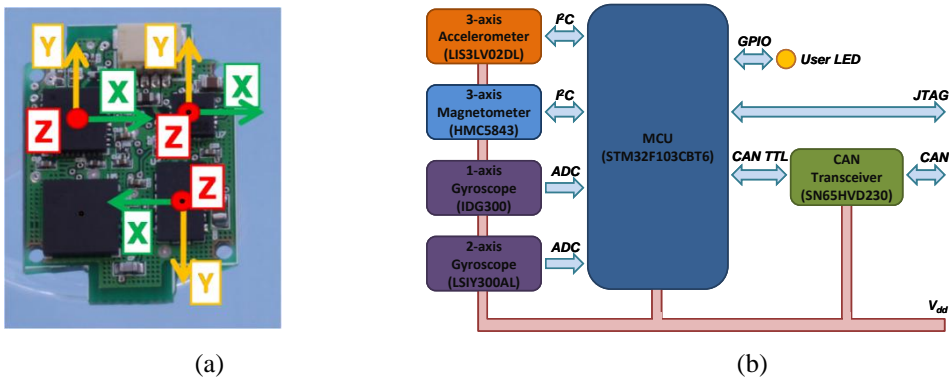 Y
Y
X
X
Z
Z
Z
X
Y
(a)
3-axis
Accelerometer
(LIS3LV02DL)
I²C
3-axis
Magnetometer
(HMC5843)
I²C
1-axis
Gyroscope
(IDG300)
ADC
2-axis
Gyroscope
(LSIY300AL)
ADC
MCU
(STM32F103CBT6)
GPIO
User LED
JTAG
CAN TTL
CAN
Transceiver
(SN65HVD230)
CAN
Vdd
(b)